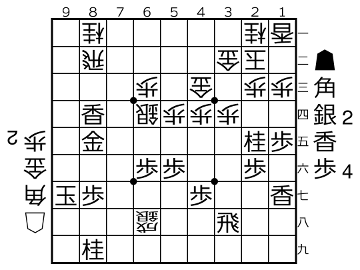 9 8 7 6 5 4 3 2 1
桂 桂 香 一
飛 金 王 二
歩 金 歩 歩 三
香 銀 歩 歩 歩 四
金 桂 歩 五
歩 歩 歩 六
玉 歩 歩 香 七
銀 飛 八
桂 九
角 銀2 香 歩4
角 金 歩2